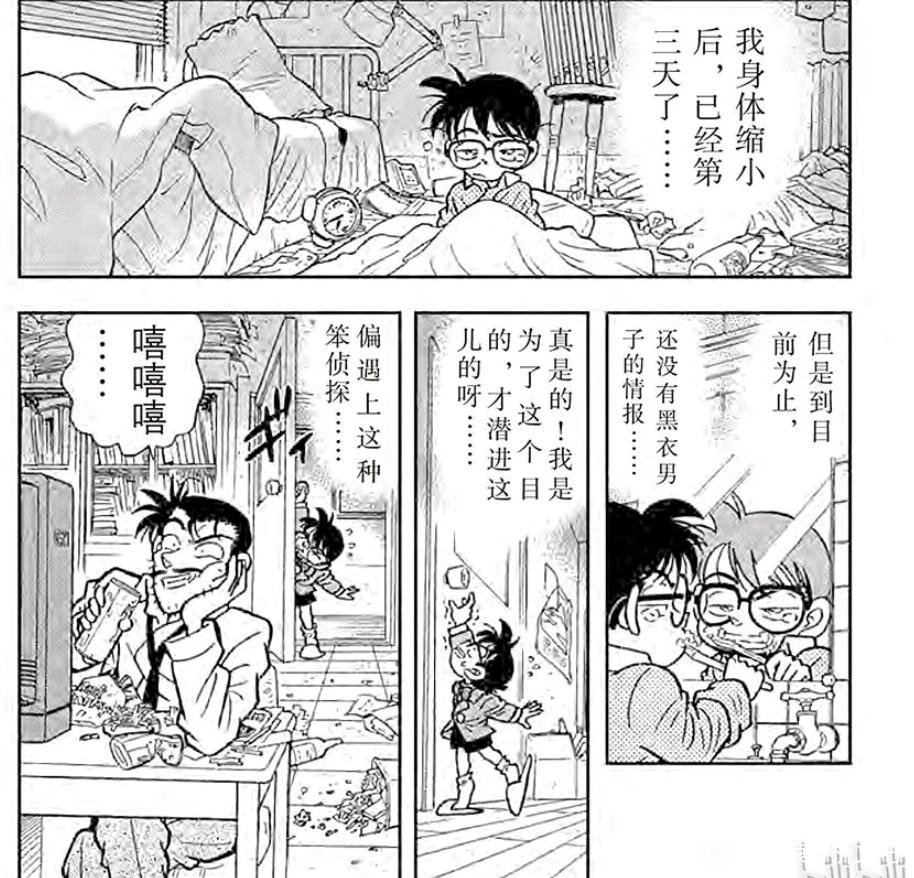 我身体缩小
后，已经第
三天了……
但是到目
前为止，
还没有黑衣男
子的情报……
真是的！我是
为了这个目
的，才潜进这
儿的呀……
偏遇上这种
笨侦探……
嘻嘻嘻
……